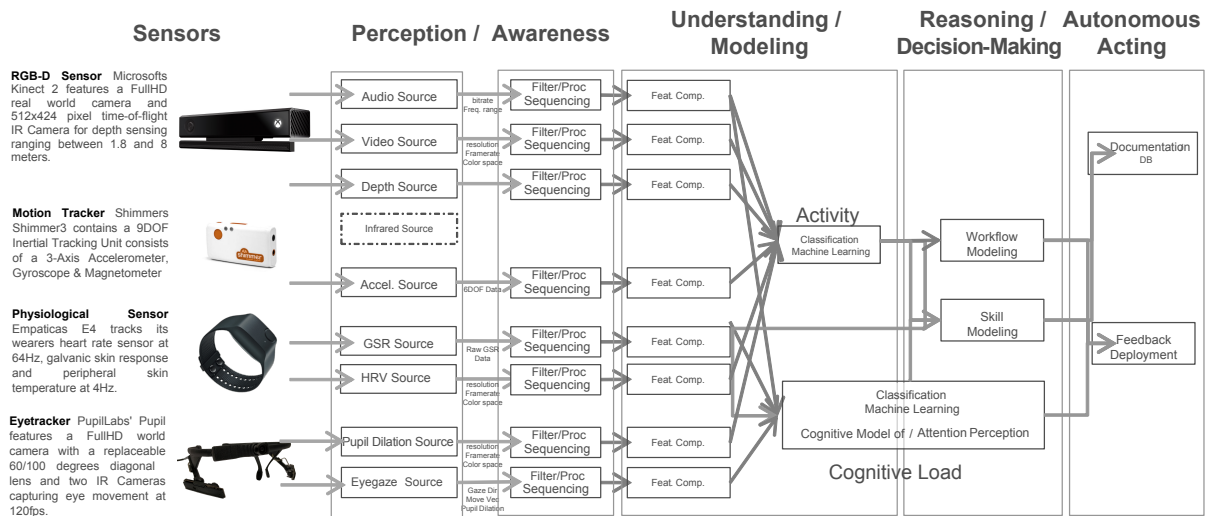 Sensors
Perception / Awareness
Understanding /
Modeling
Reasoning /
Decision-Making
Autonomous
Acting
RGB-D Sensor Microsofts
Kinect 2 features a FullHD
real world camera and
512x424 pixel time-of-flight
IR Camera for depth sensing
ranging between 1.8 and 8
meters.
Motion Tracker Shimmers
Shimmer3 contains a 9DOF
Inertial Tracking Unit consists
of a 3-Axis Accelerometer,
Gyroscope & Magnetometer
shimmer
Physiological Sensor
Empaticas E4 tracks its
wearers heart rate sensor at
64Hz, galvanic skin response
and peripheral skin
temperature at 4Hz.
Eyetracker PupilLabs' Pupil
features a FullHD world
camera with a replaceable
60/100 degrees diagonal
lens and two IR Cameras
capturing eye movement at
120fps.
Audio Source
bitrate
Freq. range
Filter/Proc
Sequencing
Feat. Comp.
Video Source
resolution
Framerate
Color space
Filter/Proc
Sequencing
Feat. Comp.
Depth Source
Filter/Proc
Sequencing
Feat. Comp.
Infrared Source
Accel. Source
6DOF Data
Filter/Proc
Sequencing
Feat. Comp.
GSR Source
Raw GSR
Data
Filter/Proc
Sequencing
Feat. Comp.
HRV Source
resolution
Framerate
Color space
Filter/Proc
Sequencing
Feat. Comp.
Pupil Dilation Source
resolution
Framerate
Color space
Filter/Proc
Sequencing
Feat. Comp.
Eyegaze Source
Gaze Dir
Move Vec
Pupil Dilation
Filter/Proc
Sequencing
Feat. Comp.
Activity
Classification
Machine Learning
Classification
Machine Learning
Cognitive Model of / Attention Perception
Cognitive Load
Workflow
Modeling
Skill
Modeling
Documentation
DB
Feedback
Deployment